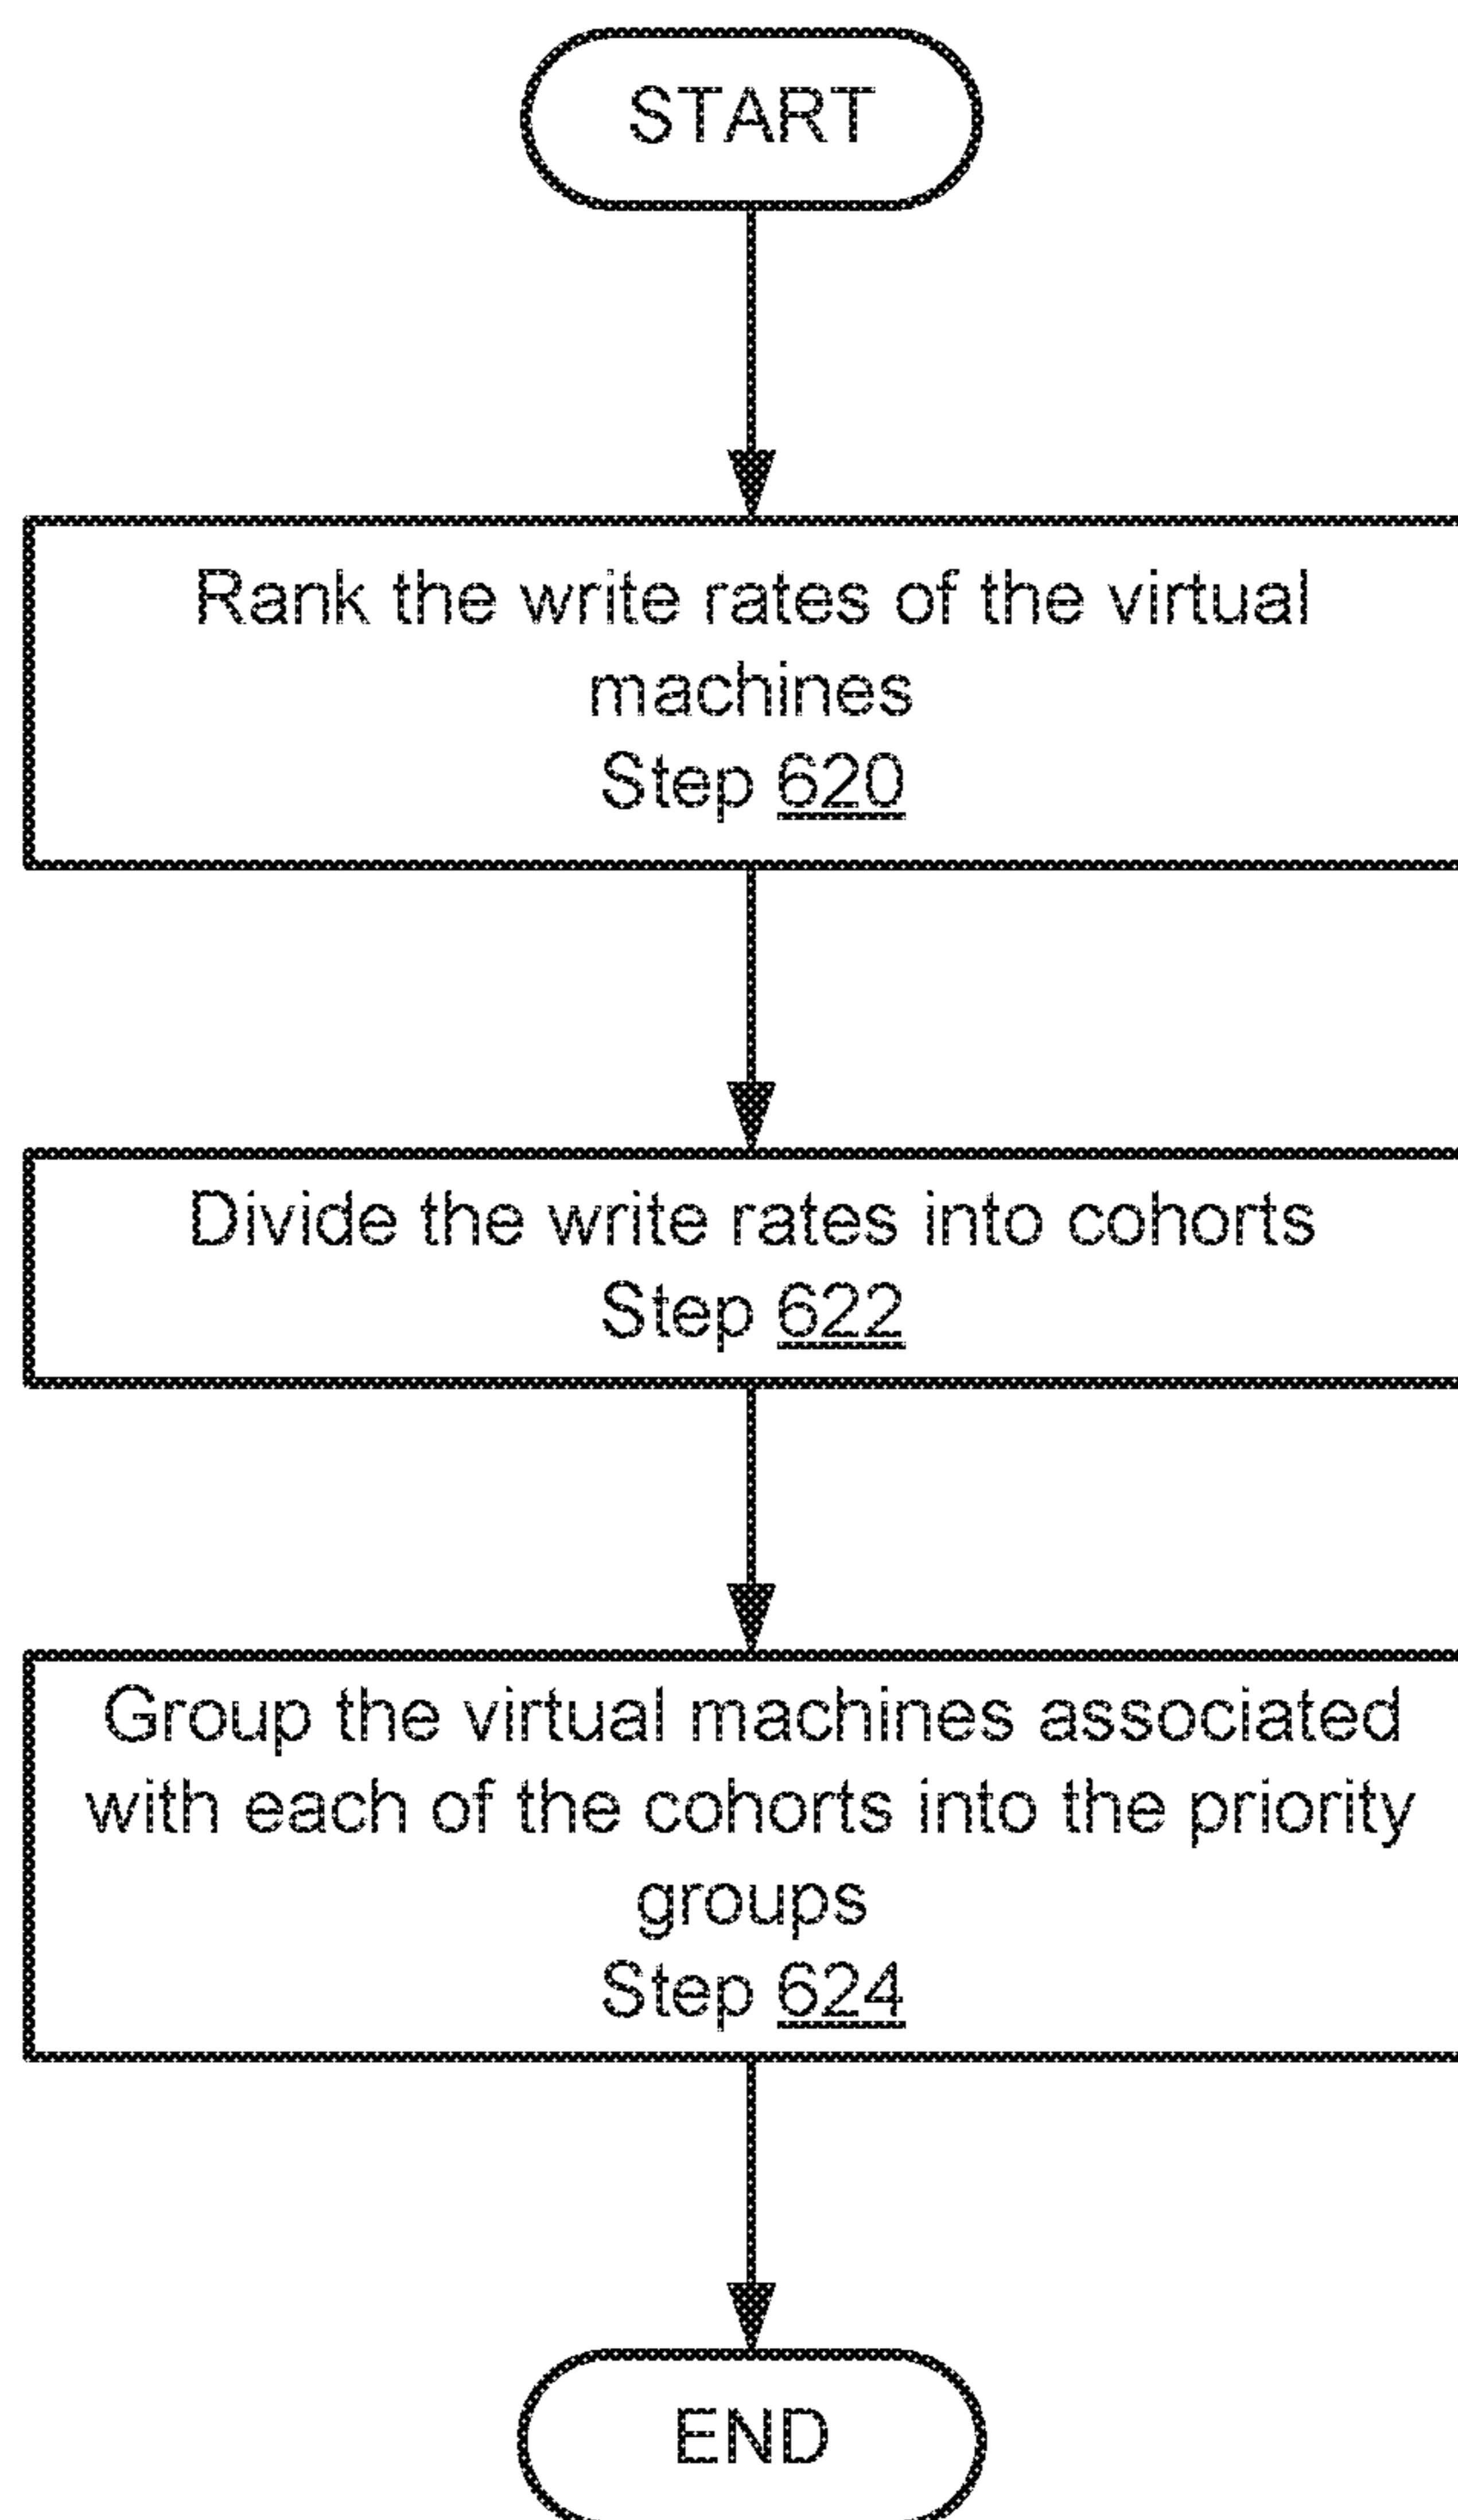 START
Rank the write rates of the virtual
machines
Step 620
Divide the write rates into cohorts
Step 622
Group the virtual machines associated
with each of the cohorts into the priority
groups
Step 624
END